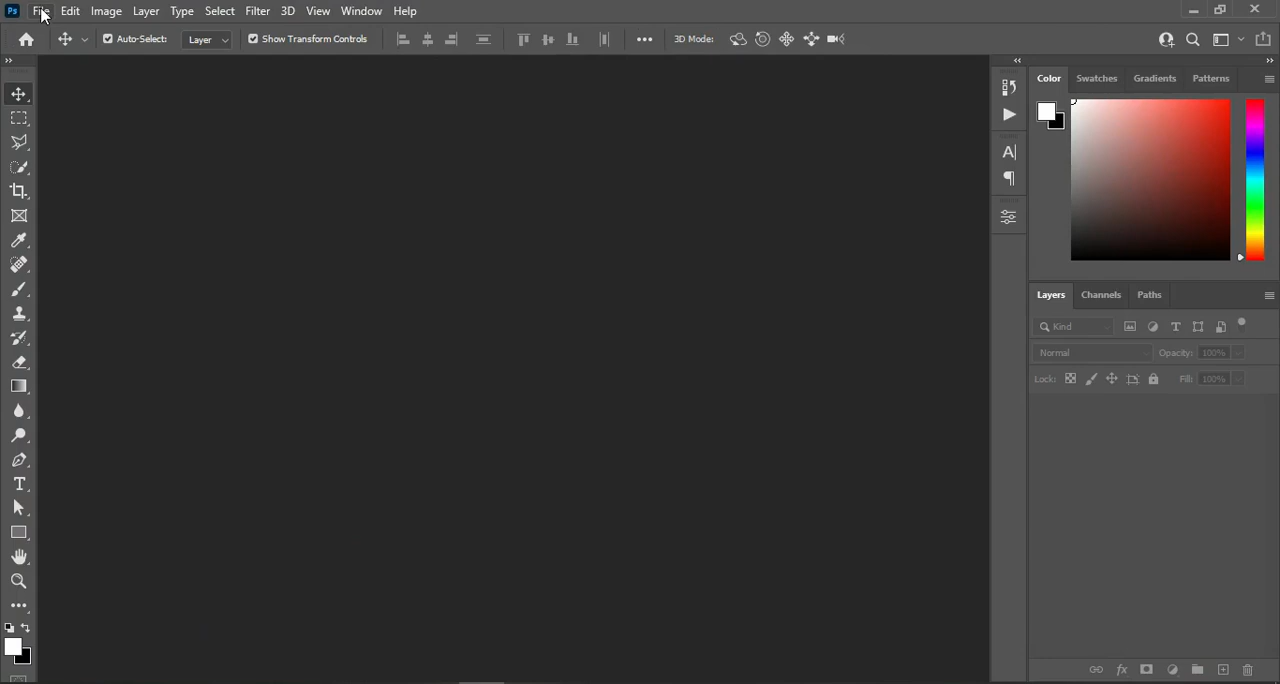 Ps File Edit Image Layer Type Select Filter 3D View Window Help
Auto-Select: Layer Show Transform Controls 3D Mode:
Color Swatches Gradients Patterns
Layers Channels Paths
Kind
Normal Opacity: 100%
Lock: Fill: 100%